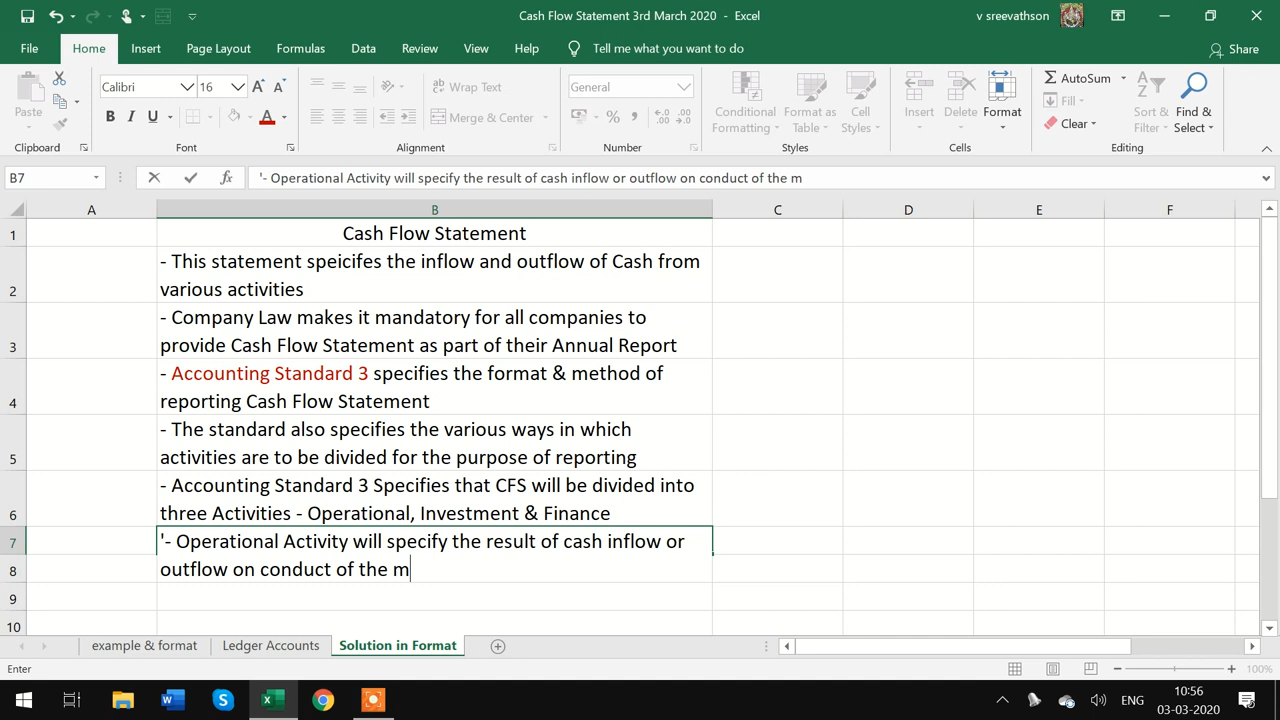 Cash Flow Statement 3rd March 2020 - Excel
v sreevathson
File Home Insert Page Layout Formulas Data Review View Help Tell me what you want to do Share
Paste
Clipboard
Calibri 16
B I U A
Font
Wrap Text
Merge & Center
Alignment
General
%
Number
Conditional Formatting
Format as Table
Cell Styles
Styles
Insert
Delete
Format
Cells
AutoSum
Fill
Clear
Sort & Filter
Find & Select
Editing
B7 fx '- Operational Activity will specify the result of cash inflow or outflow on conduct of the m
A B C D E F
1 Cash Flow Statement
- This statement speicifes the inflow and outflow of Cash from
2 various activities
- Company Law makes it mandatory for all companies to
3 provide Cash Flow Statement as part of their Annual Report
- Accounting Standard 3 specifies the format & method of
4 reporting Cash Flow Statement
- The standard also specifies the various ways in which
5 activities are to be divided for the purpose of reporting
- Accounting Standard 3 Specifies that CFS will be divided into
6 three Activities - Operational, Investment & Finance
7 '- Operational Activity will specify the result of cash inflow or
8 outflow on conduct of the m
9
10
example & format Ledger Accounts Solution in Format
Enter 100%
ENG
10:56
03-03-2020